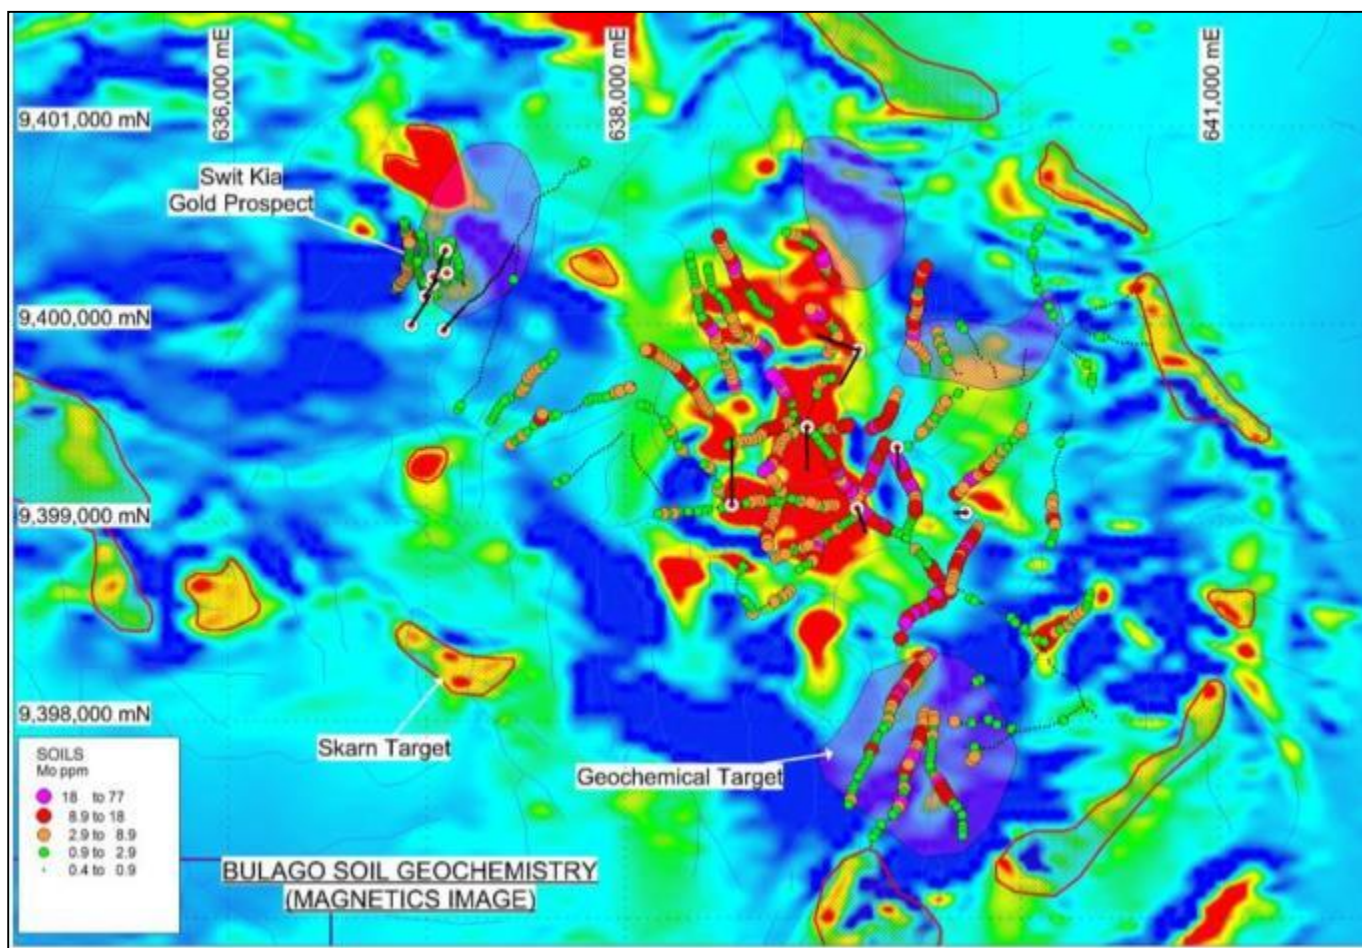 636,000 mE
638,000 mE
641,000 mE
9,401,000 mN
Swit Kia
Gold Prospect
9,400,000 mN
9,399,000 mN
9,398,000 mN
Skarn Target
Geochemical Target
SOILS
Mo ppm
18 to 77
8.9 to 18
2.9 to 8.9
0.9 to 2.9
0.4 to 0.9
BULAGO SOIL GEOCHEMISTRY
(MAGNETICS IMAGE)